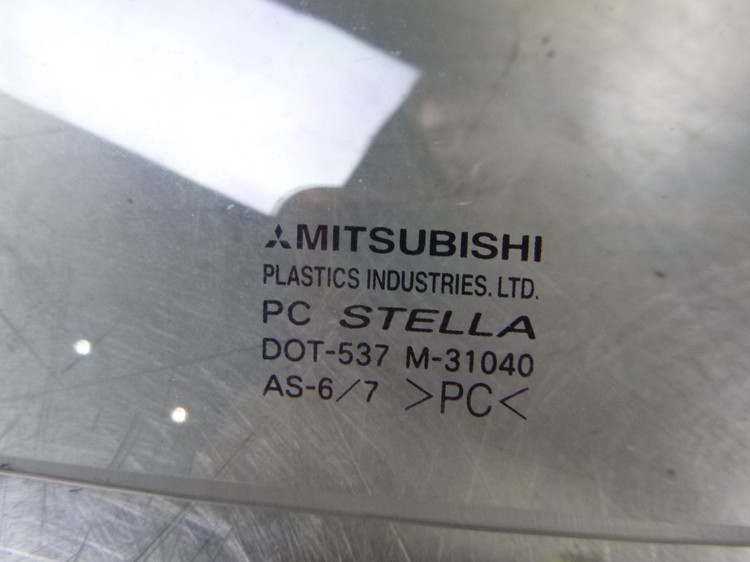 MITSUBISHI
PLASTICS INDUSTRIES. LTD.
PC STELLA
DOT-537 M-31040
AS-6/7 >PC<